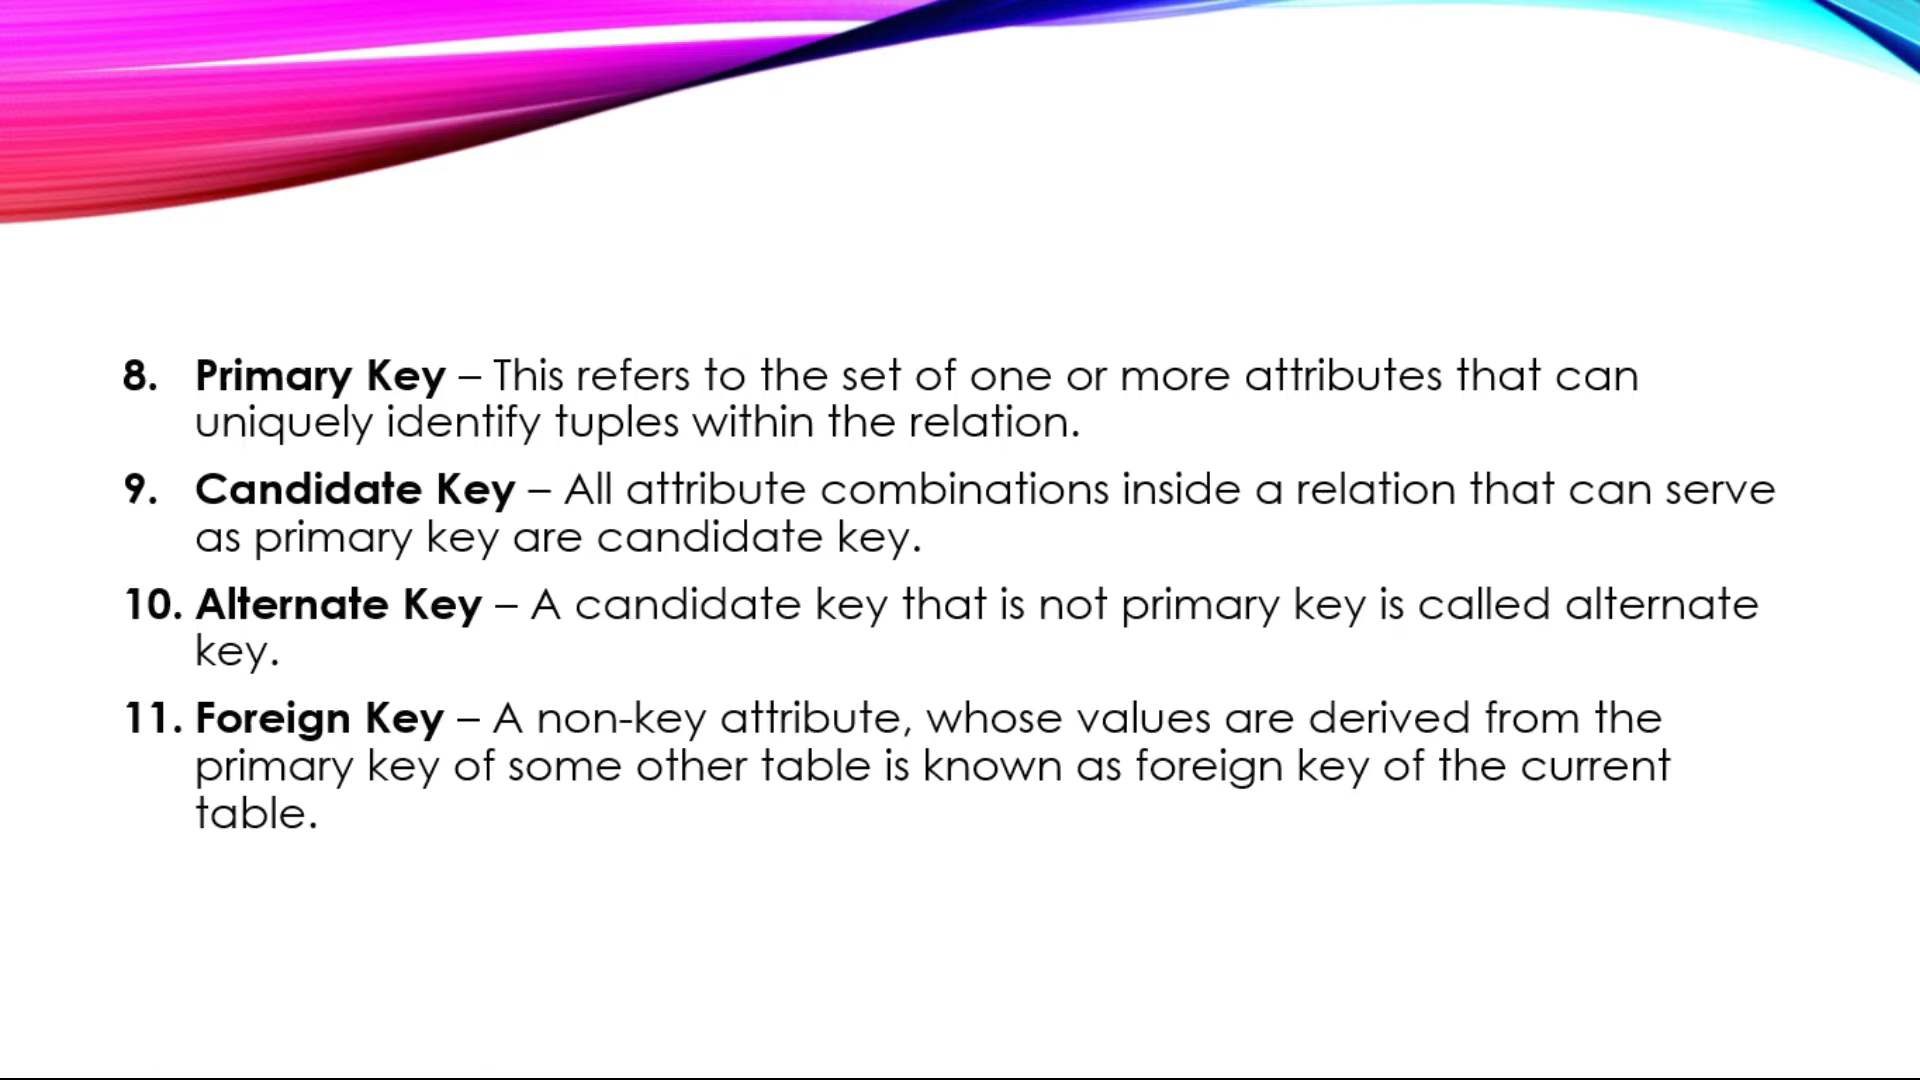 8. Primary Key – This refers to the set of one or more attributes that can
uniquely identify tuples within the relation.
9. Candidate Key – All attribute combinations inside a relation that can serve
as primary key are candidate key.
10. Alternate Key – A candidate key that is not primary key is called alternate
key.
11. Foreign Key – A non-key attribute, whose values are derived from the
primary key of some other table is known as foreign key of the current
table.